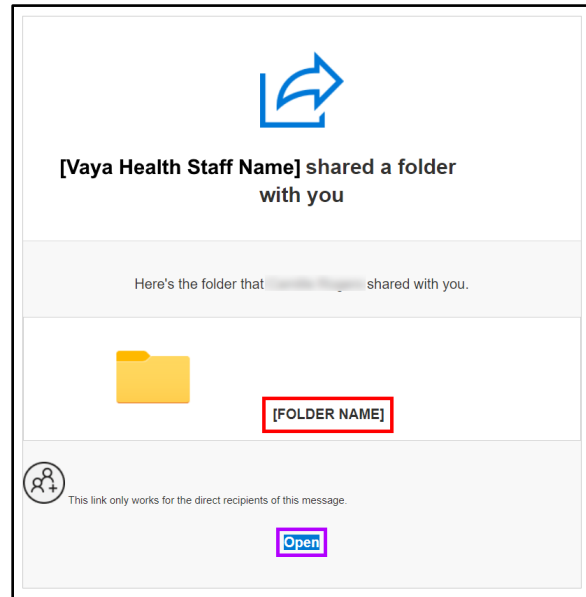 [Vaya Health Staff Name] shared a folder
with you
Here's the folder that shared with you.
[FOLDER NAME]
This link only works for the direct recipients of this message.
Open